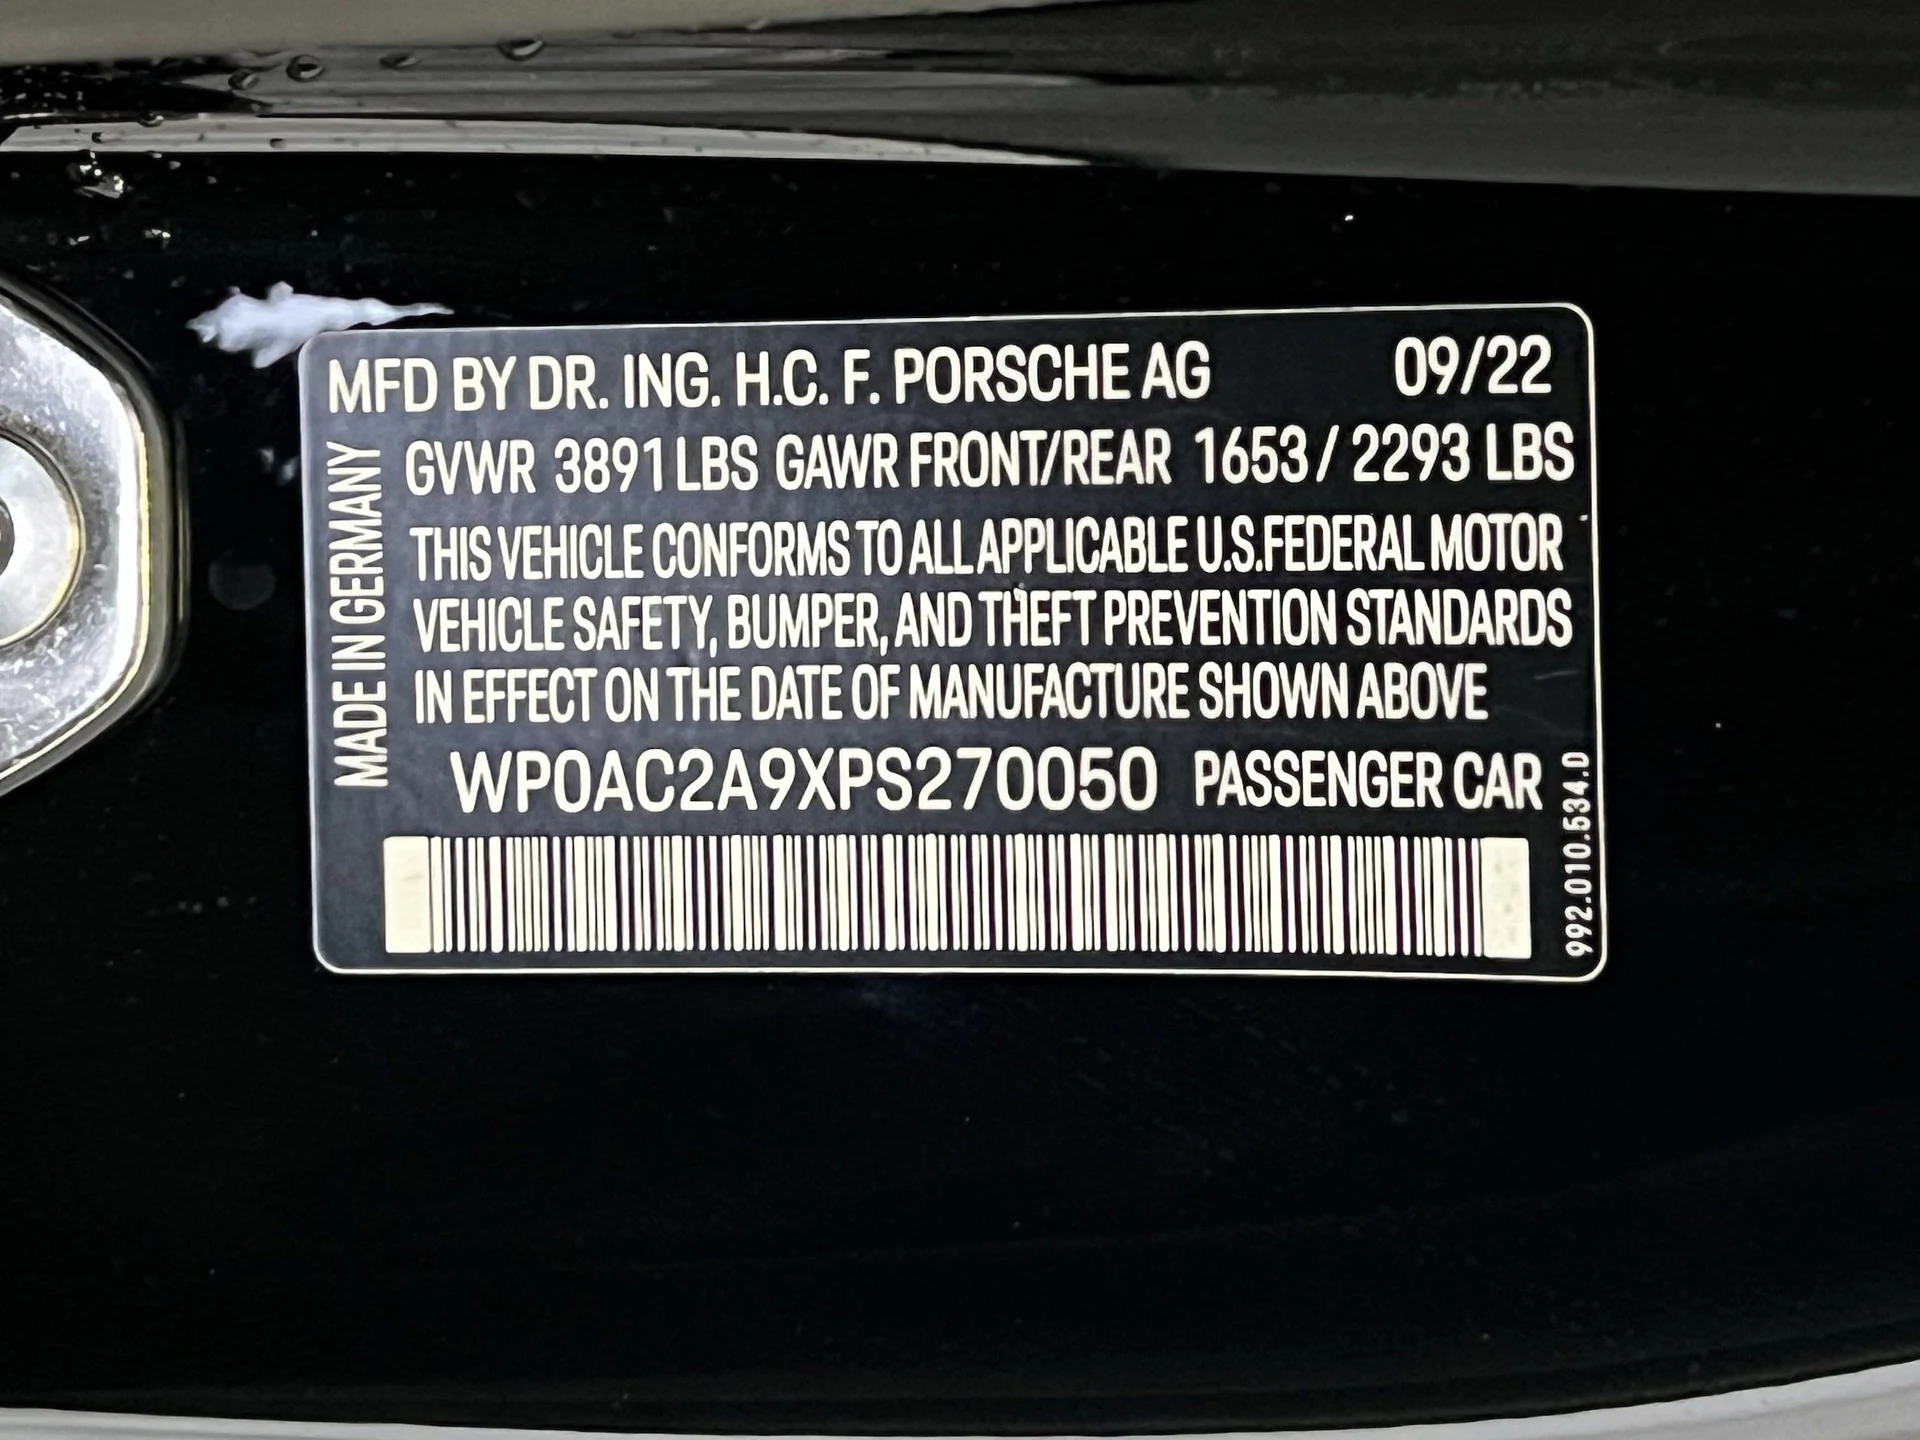 MFD BY DR. ING. H.C. F. PORSCHE AG 09/22
GVWR 3891 LBS GAWR FRONT/REAR 1653 / 2293 LBS
THIS VEHICLE CONFORMS TO ALL APPLICABLE U.S.FEDERAL MOTOR
VEHICLE SAFETY, BUMPER, AND THEFT PREVENTION STANDARDS
IN EFFECT ON THE DATE OF MANUFACTURE SHOWN ABOVE
WP0AC2A9XPS270050 PASSENGER CAR
MADE IN GERMANY
992.010.534.0